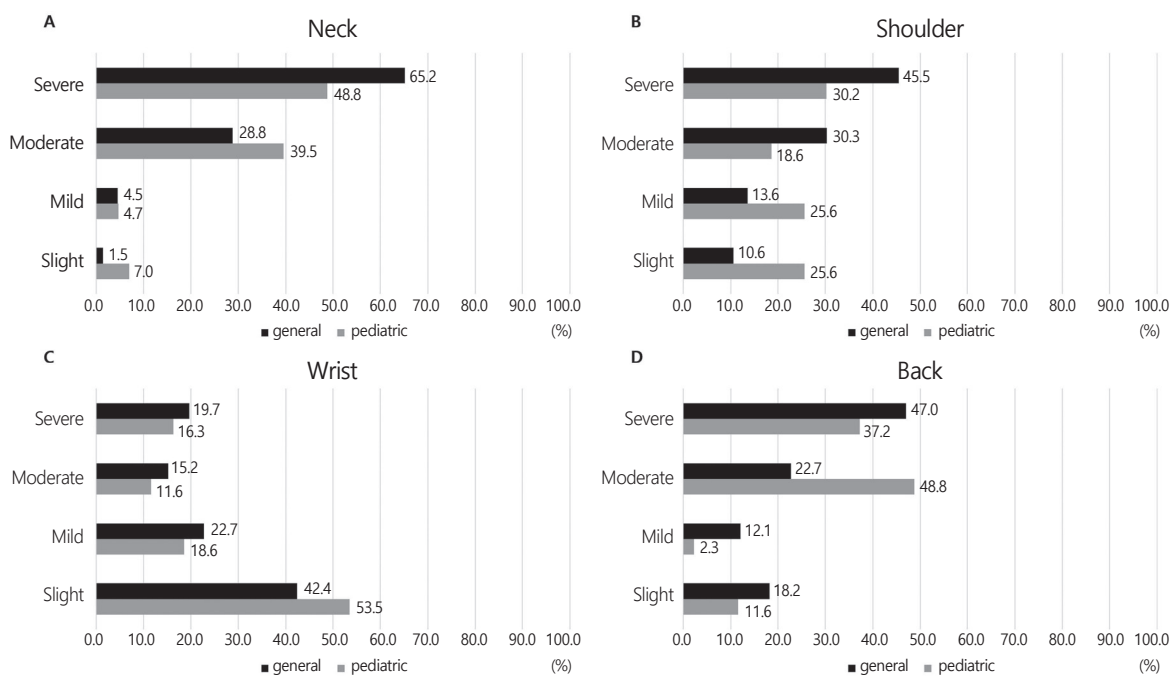 A
Neck
Severe
65.2
48.8
Moderate
28.8
39.5
Mild
4.5
4.7
Slight
1.5
7.0
0.0 10.0 20.0 30.0 40.0 50.0 60.0 70.0 80.0 90.0 100.0
general pediatric (%)
B
Shoulder
Severe
45.5
30.2
Moderate
30.3
18.6
Mild
13.6
25.6
Slight
10.6
25.6
0.0 10.0 20.0 30.0 40.0 50.0 60.0 70.0 80.0 90.0 100.0
general pediatric (%)
C
Wrist
Severe
19.7
16.3
Moderate
15.2
11.6
Mild
22.7
18.6
Slight
42.4
53.5
0.0 10.0 20.0 30.0 40.0 50.0 60.0 70.0 80.0 90.0 100.0
general pediatric (%)
D
Back
Severe
47.0
37.2
Moderate
22.7
48.8
Mild
12.1
2.3
Slight
18.2
11.6
0.0 10.0 20.0 30.0 40.0 50.0 60.0 70.0 80.0 90.0 100.0
general pediatric (%)